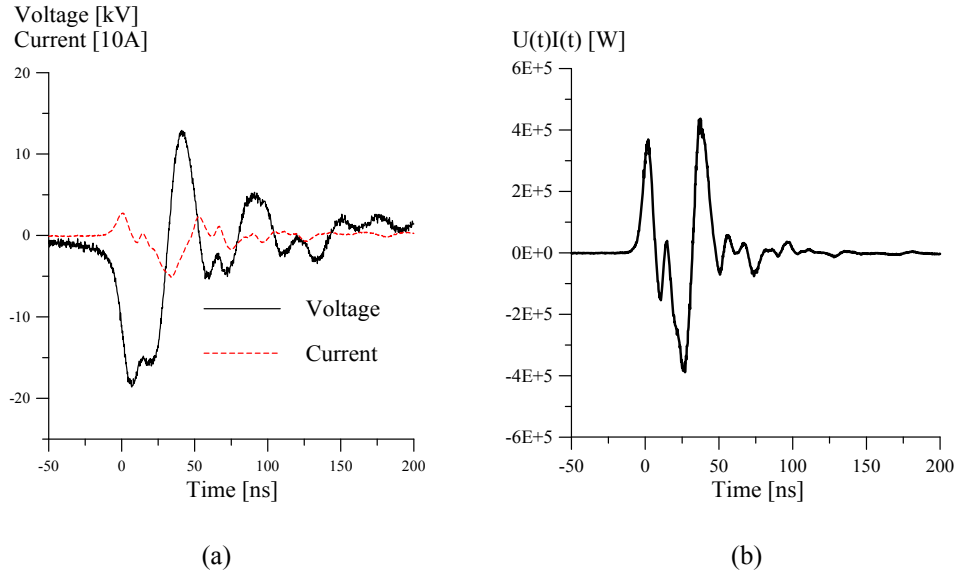 Voltage [kV]
Current [10A]
20
10
0
-10
-20
-50 0 50 100 150 200
Time [ns]
Voltage
Current
(a)
U(t)I(t) [W]
6E+5
4E+5
2E+5
0E+0
-2E+5
-4E+5
-6E+5
-50 0 50 100 150 200
Time [ns]
(b)